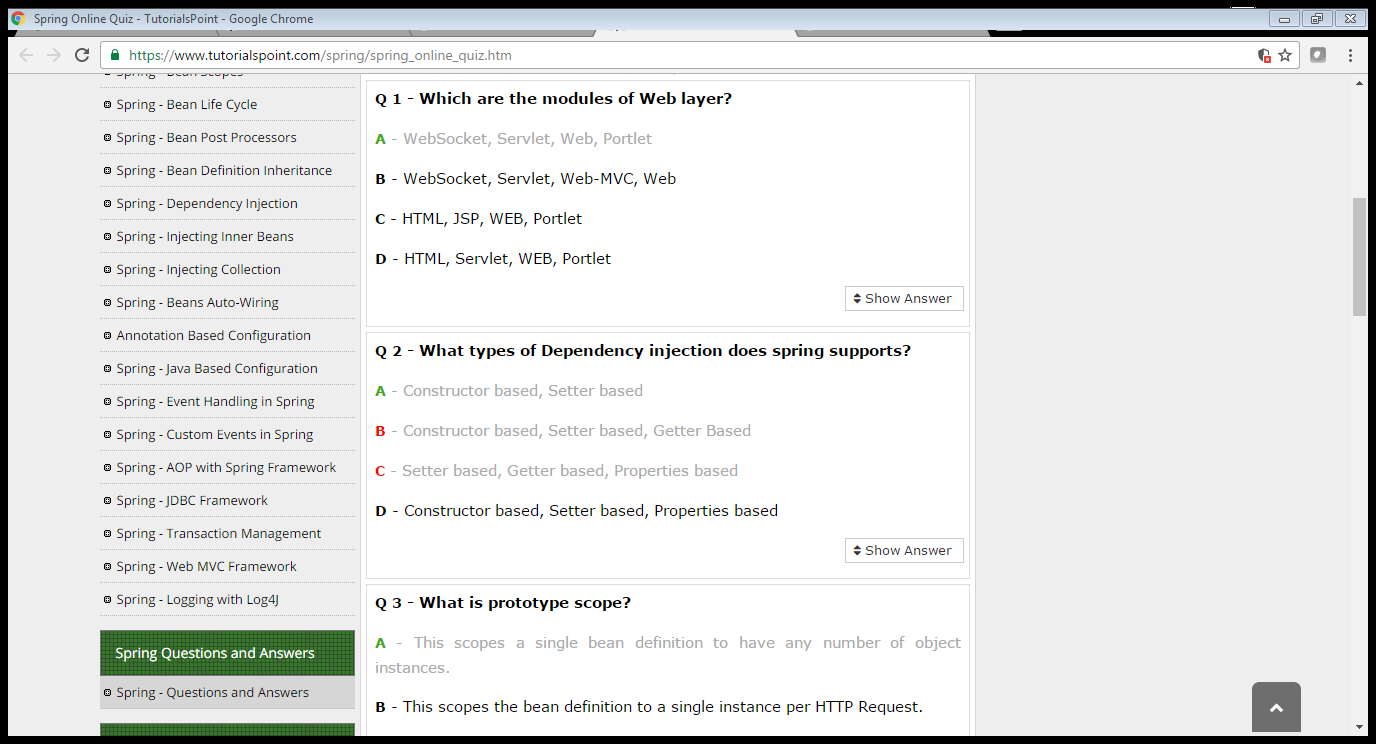 Spring Online Quiz - TutorialsPoint - Google Chrome
https://www.tutorialspoint.com/spring/spring_online_quiz.htm
Spring - Bean Scopes
Spring - Bean Life Cycle
Spring - Bean Post Processors
Spring - Bean Definition Inheritance
Spring - Dependency Injection
Spring - Injecting Inner Beans
Spring - Injecting Collection
Spring - Beans Auto-Wiring
Annotation Based Configuration
Spring - Java Based Configuration
Spring - Event Handling in Spring
Spring - Custom Events in Spring
Spring - AOP with Spring Framework
Spring - JDBC Framework
Spring - Transaction Management
Spring - Web MVC Framework
Spring - Logging with Log4J
Spring Questions and Answers
Spring - Questions and Answers
Q 1 - Which are the modules of Web layer?
A - WebSocket, Servlet, Web, Portlet
B - WebSocket, Servlet, Web-MVC, Web
C - HTML, JSP, WEB, Portlet
D - HTML, Servlet, WEB, Portlet
Show Answer
Q 2 - What types of Dependency injection does spring supports?
A - Constructor based, Setter based
B - Constructor based, Setter based, Getter Based
C - Setter based, Getter based, Properties based
D - Constructor based, Setter based, Properties based
Show Answer
Q 3 - What is prototype scope?
A - This scopes a single bean definition to have any number of object
instances.
B - This scopes the bean definition to a single instance per HTTP Request.